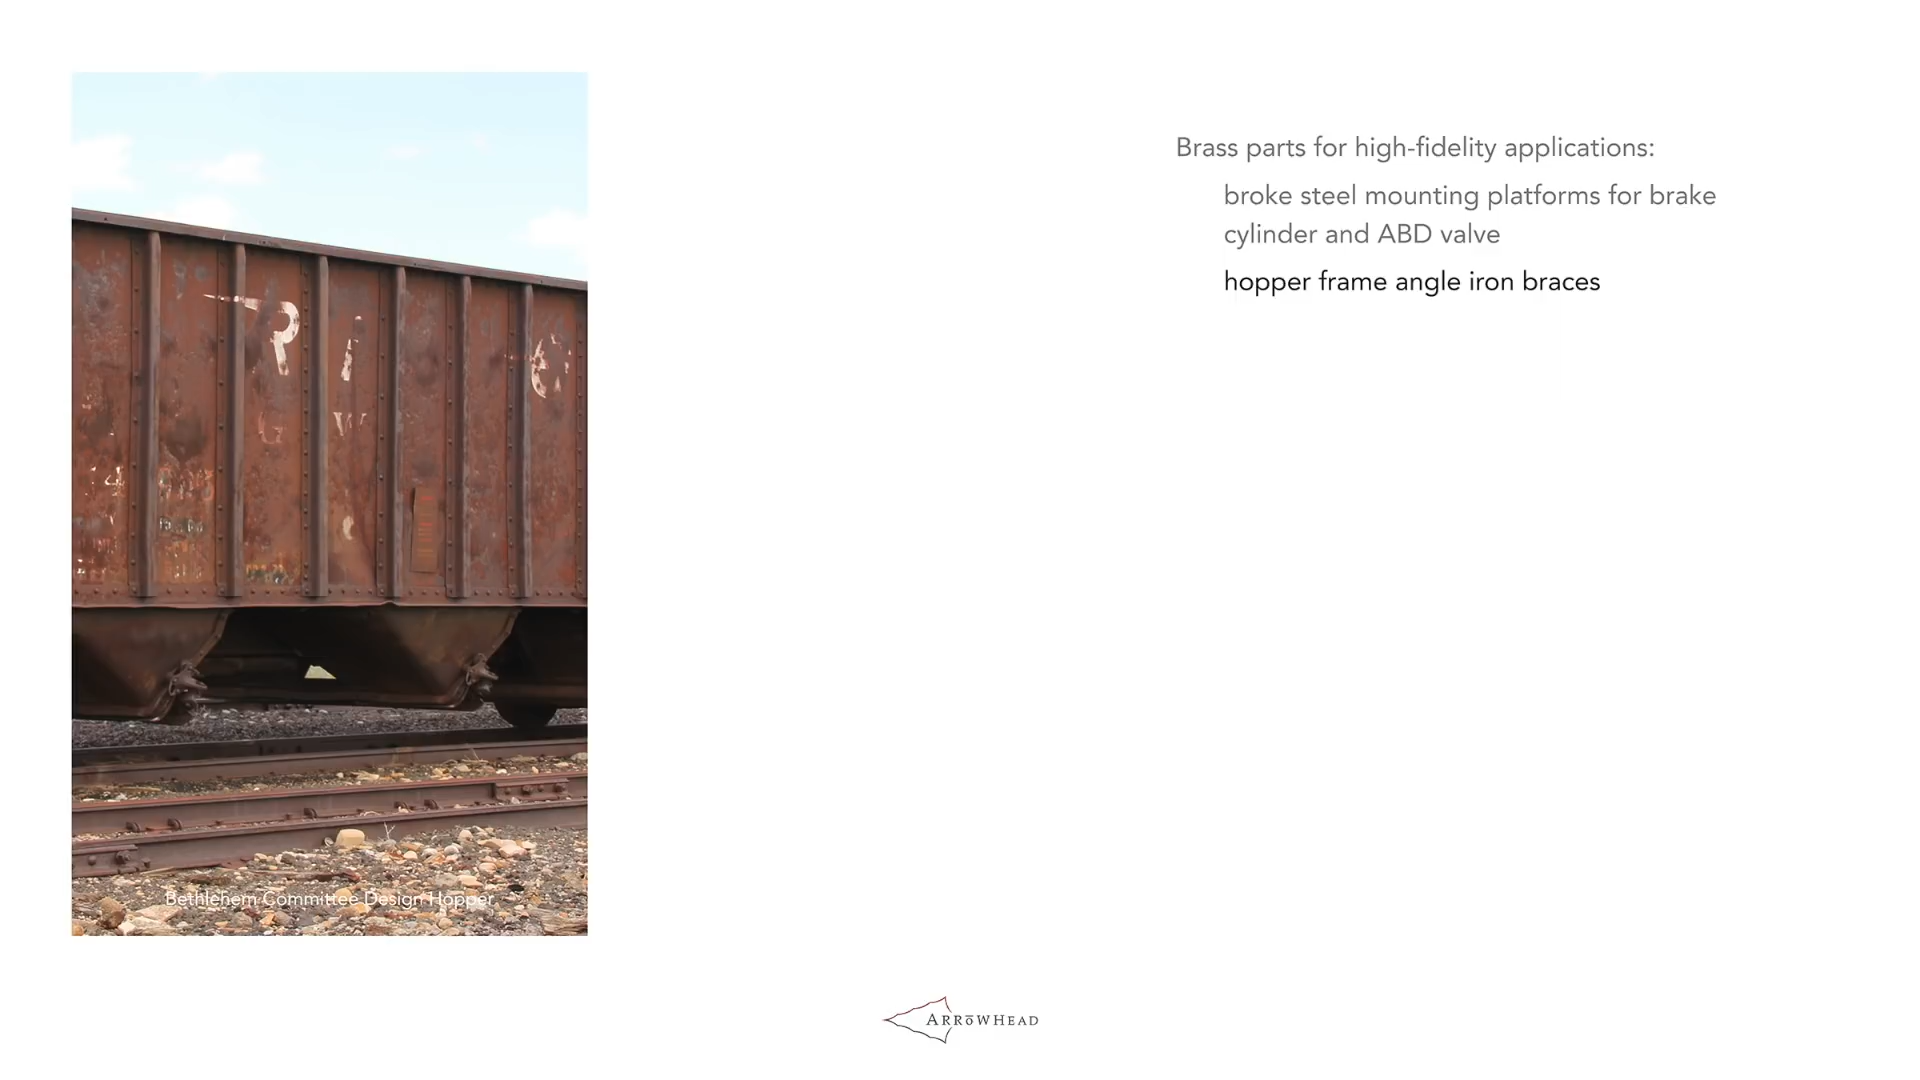 Brass parts for high-fidelity applications:
broke steel mounting platforms for brake
cylinder and ABD valve
hopper frame angle iron braces
R i G
W
Bethlehem Committee Design Hopper
ARRōWHEAD